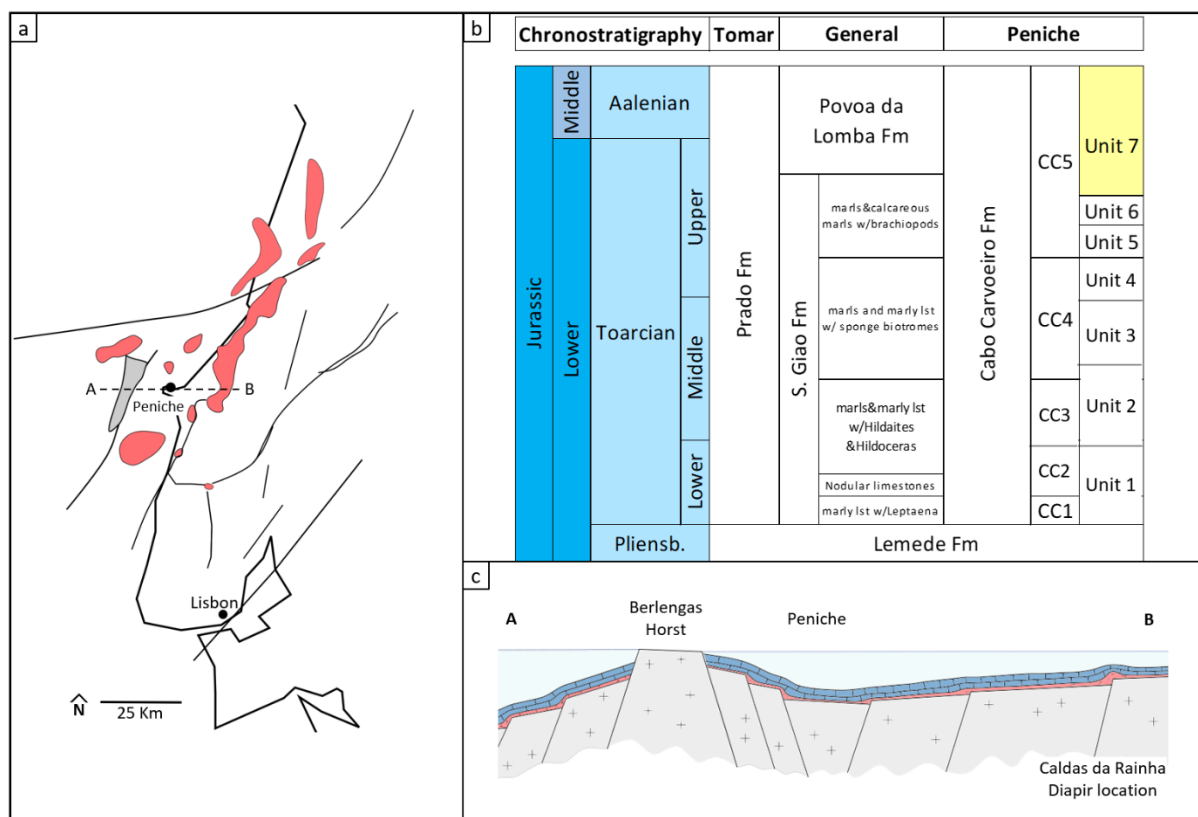 a
A
B
Peniche
Lisbon
N
25 Km
b
Chronostratigraphy
Tomar
General
Peniche
Jurassic
Middle
Lower
Aalenian
Toarcian
Pliensb.
Upper
Middle
Lower
Prado Fm
Povoa da
Lomba Fm
S. Giao Fm
marls&calcareous
marls w/brachiopods
marls and marly lst
w/ sponge biotromes
marls&marly lst
w/Hildaites
&Hildoceras
Nodular limestones
marly lst w/Leptaena
Lemede Fm
Cabo Carvoeiro Fm
CC5
CC4
CC3
CC2
CC1
Unit 7
Unit 6
Unit 5
Unit 4
Unit 3
Unit 2
Unit 1
c
A
Berlengas
Horst
Peniche
B
Caldas da Rainha
Diapir location